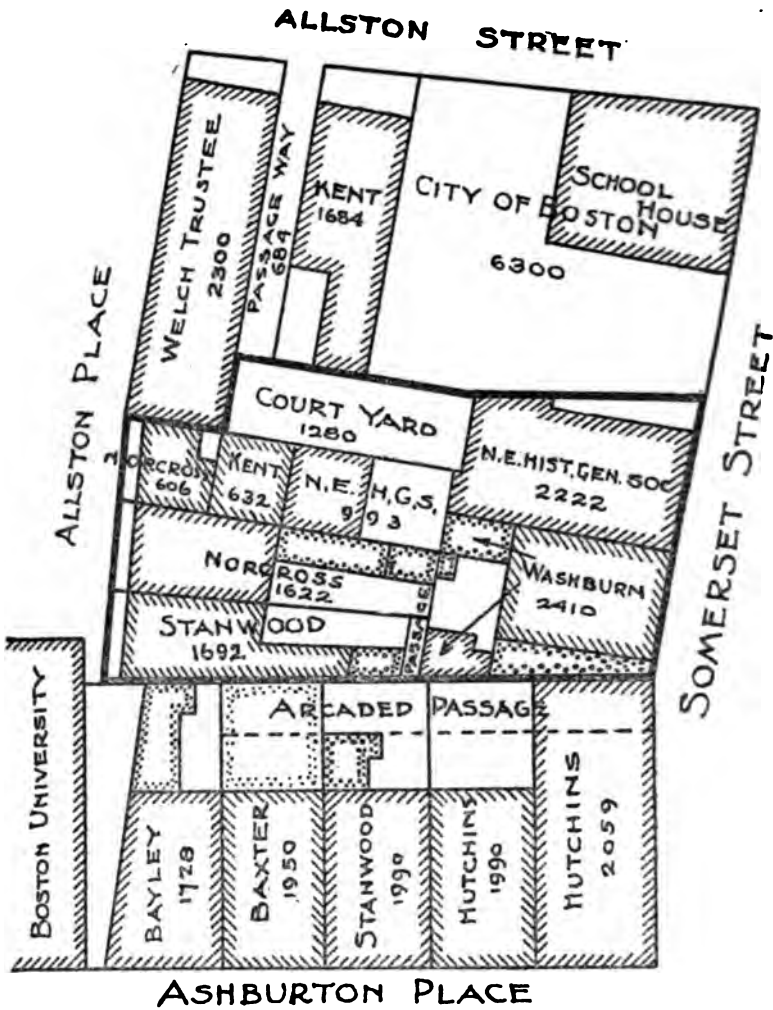 ALLSTON STREET
WELCH TRUSTEE
2300
PASSAGE WAY
684
KENT
1684
CITY OF BOSTON
6300
SCHOOL
HOUSE
ALLSTON PLACE
COURT YARD
1280
N.E. HIST. GEN. SOC
2222
NORCROSS
606
KENT
632
N.E. H.G.S.
993
SOMERSET STREET
NORCROSS
1622
WASHBURN
2410
STANWOOD
1692
PASSAGE
ARCADED PASSAGE
BOSTON UNIVERSITY
BAYLEY
1728
BAXTER
1950
STANWOOD
1990
HUTCHINS
1990
HUTCHINS
2059
ASHBURTON PLACE